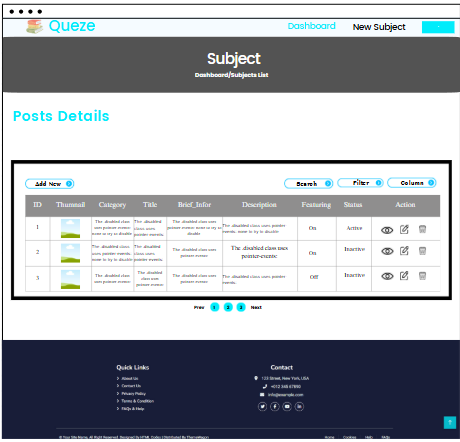 Queze
Dashboard New Subject
Subject
Dashboard/Subjects List
Posts Details
Add New Search Filter Column
ID Thumnail Category Title Brief_Infor Description Featuring Status Action
1 The .disabled class uses pointer-events: none to try to disable The .disabled class uses pointer-events: The .disabled class uses pointer-events: none to try to disable The .disabled class uses pointer-events: none to try to disable On Active
2 The .disabled class uses pointer-events: none to try to disable The .disabled class uses pointer-events: The .disabled class uses pointer-events: The .disabled class uses pointer-events: On Inactive
3 The .disabled class uses pointer-events: The .disabled class uses pointer-events: The .disabled class uses pointer-events: The .disabled class uses pointer-events: Off Inactive
Prev 1 2 3 Next
Quick Links
> About Us
> Contact Us
> Privacy Policy
> Terms & Condition
> FAQs & Help
Contact
123 Street, New York, USA
+012 345 67890
info@example.com
© Your Site Name, All Right Reserved. Designed By HTML Codex | Distributed By ThemeWagon
Home Cookies Help FAQs